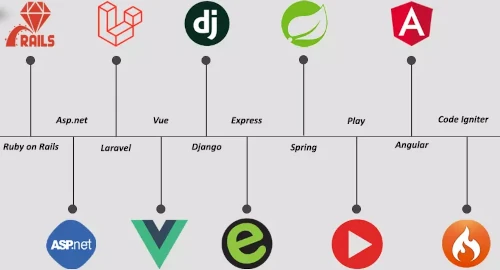 RAILS
dj
A
Asp.net
Vue
Express
Play
Code Igniter
Ruby on Rails
Laravel
Django
Spring
Angular
ASP.net
e